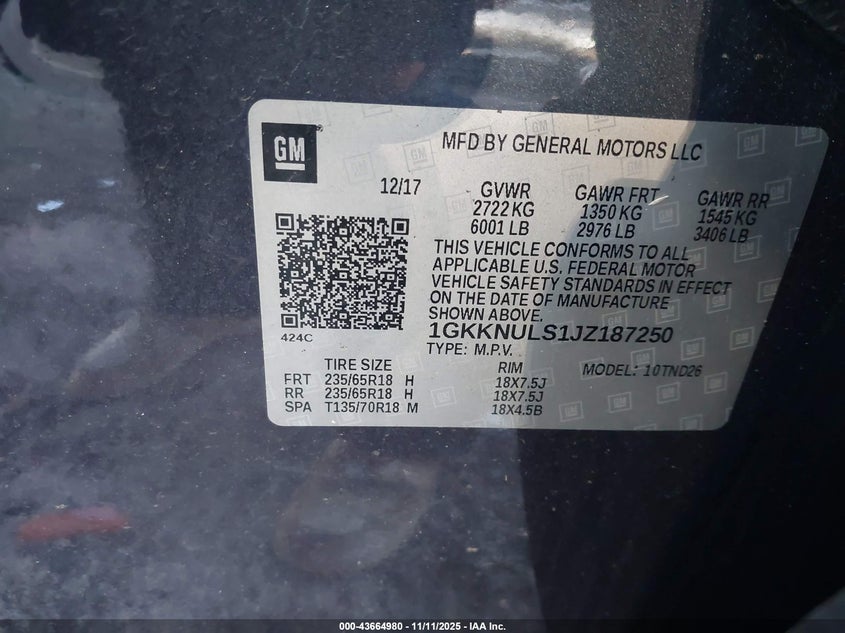 GM
MFD BY GENERAL MOTORS LLC
12/17
GVWR GAWR FRT GAWR RR
2722 KG 1350 KG 1545 KG
6001 LB 2976 LB 3406 LB
THIS VEHICLE CONFORMS TO ALL
APPLICABLE U.S. FEDERAL MOTOR
VEHICLE SAFETY STANDARDS IN EFFECT
ON THE DATE OF MANUFACTURE
SHOWN ABOVE.
424C
1GKKNULS1JZ187250
TYPE: M.P.V.
TIRE SIZE RIM MODEL: 10TND26
FRT 235/65R18 H 18X7.5J
RR 235/65R18 H 18X7.5J
SPA T135/70R18 M 18X4.5B
000-43664980 - 11/11/2025 - IAA Inc.